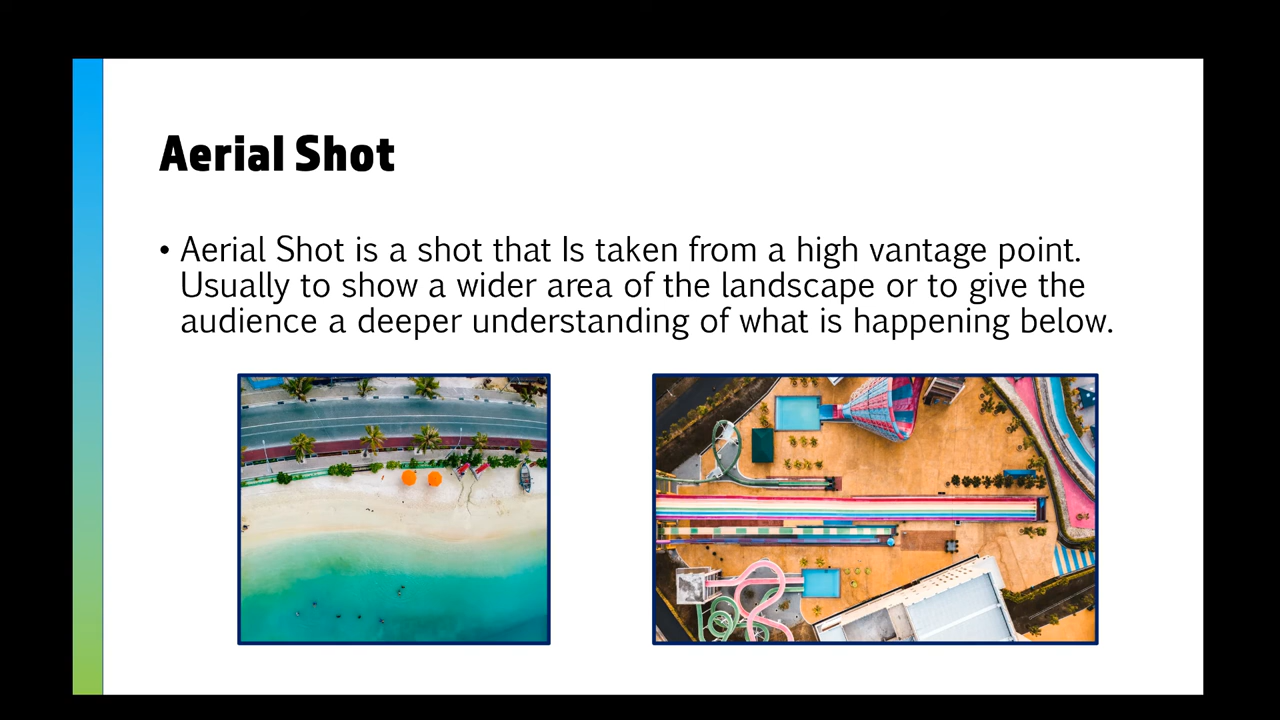 Aerial Shot
• Aerial Shot is a shot that Is taken from a high vantage point.
Usually to show a wider area of the landscape or to give the
audience a deeper understanding of what is happening below.